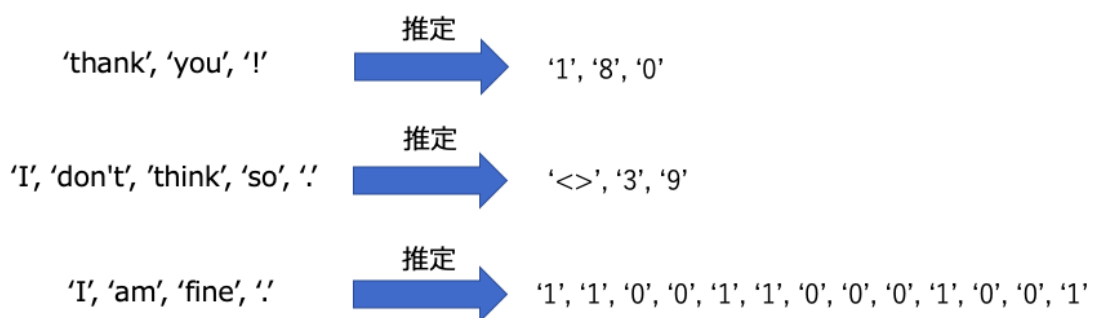 推定
‘thank’, ‘you’, ‘!’
‘1’, ‘8’, ‘0’
推定
‘I’, ‘don't’, ’think’, ‘so’, ‘.’
‘<>’, ‘3’, ‘9’
推定
‘I’, ‘am’, ‘fine’, ‘.’
‘1’, ‘1’, ‘0’, ‘0’, ‘1’, ‘1’, ‘0’, ‘0’, ‘0’, ‘1’, ‘0’, ‘0’, ‘1’